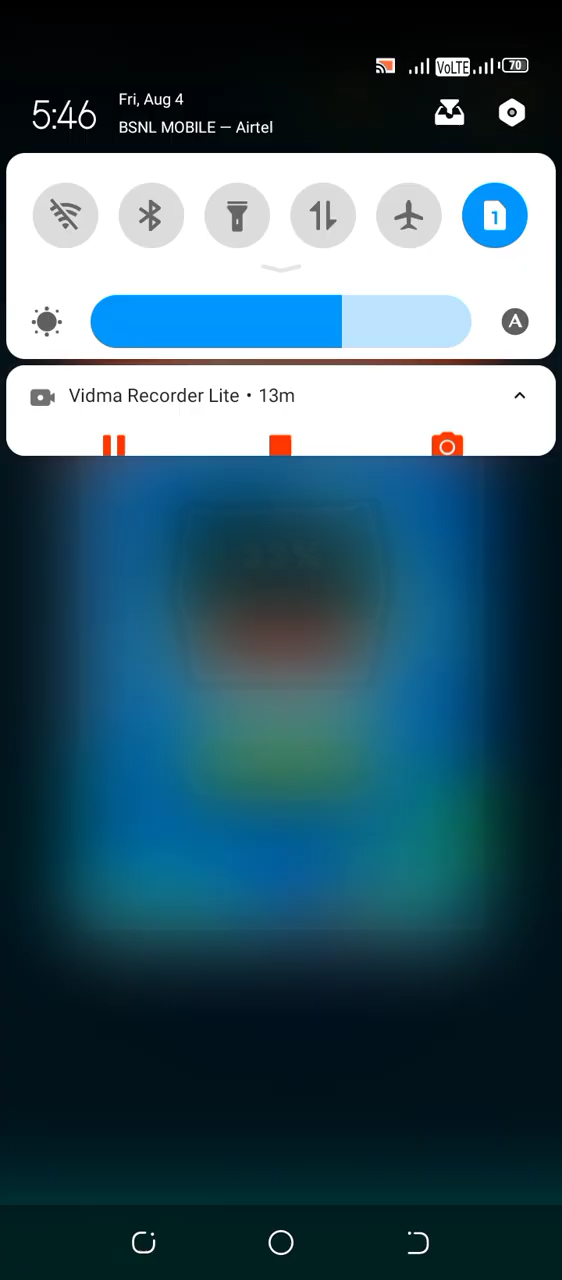 VoLTE 70
5:46
Fri, Aug 4
BSNL MOBILE — Airtel
1
A
Vidma Recorder Lite • 13m